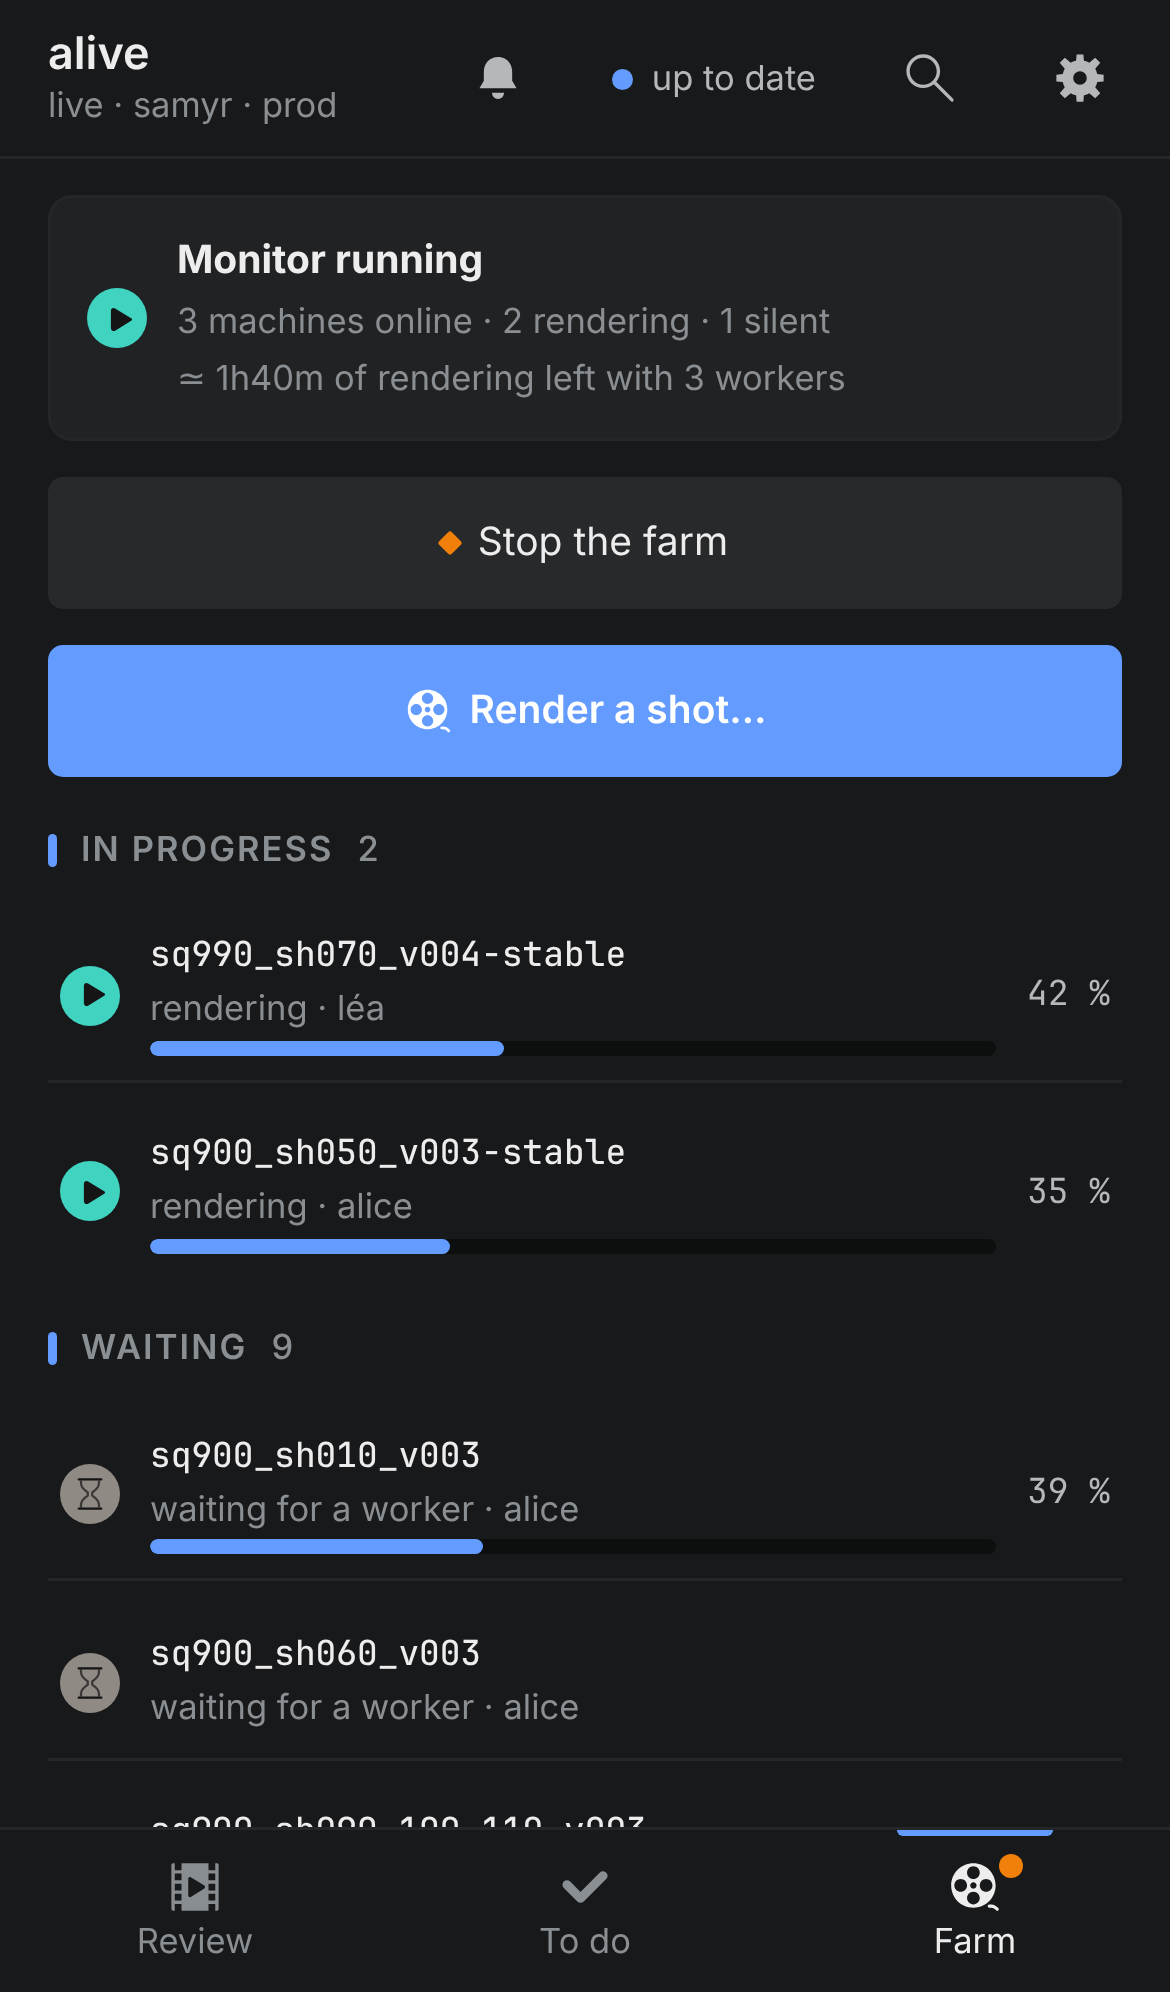 alive
live · samyr · prod
up to date
Monitor running
3 machines online · 2 rendering · 1 silent
≃ 1h40m of rendering left with 3 workers
Stop the farm
Render a shot...
IN PROGRESS 2
sq990_sh070_v004-stable
rendering · léa
42 %
sq900_sh050_v003-stable
rendering · alice
35 %
WAITING 9
sq900_sh010_v003
waiting for a worker · alice
39 %
sq900_sh060_v003
waiting for a worker · alice
Review
To do
Farm